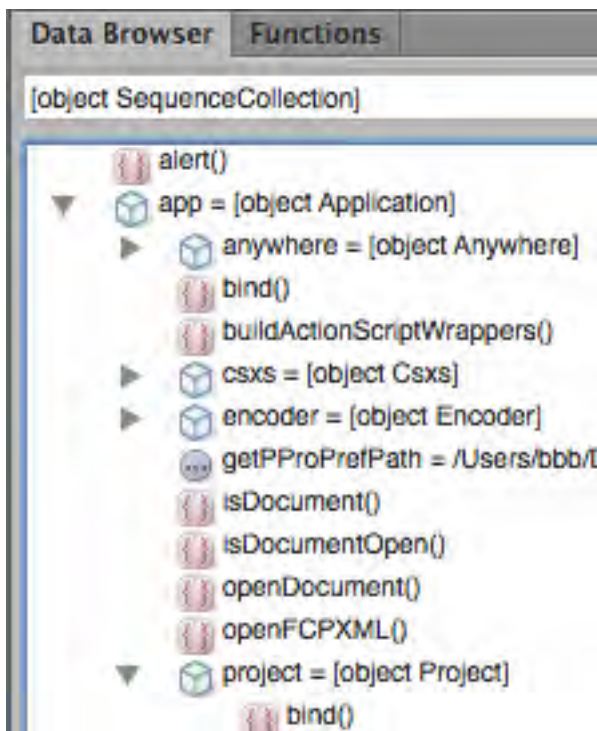 Data Browser Functions
[object SequenceCollection]
alert()
app = [object Application]
anywhere = [object Anywhere]
bind()
buildActionScriptWrappers()
csxs = [object Csxs]
encoder = [object Encoder]
getPProPrefPath = /Users/bbb/
isDocument()
isDocumentOpen()
openDocument()
openFCPXML()
project = [object Project]
bind()